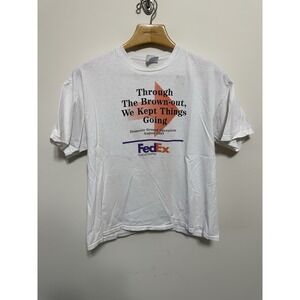 Through
The Brown-out,
We Kept Things
Going
FedEx